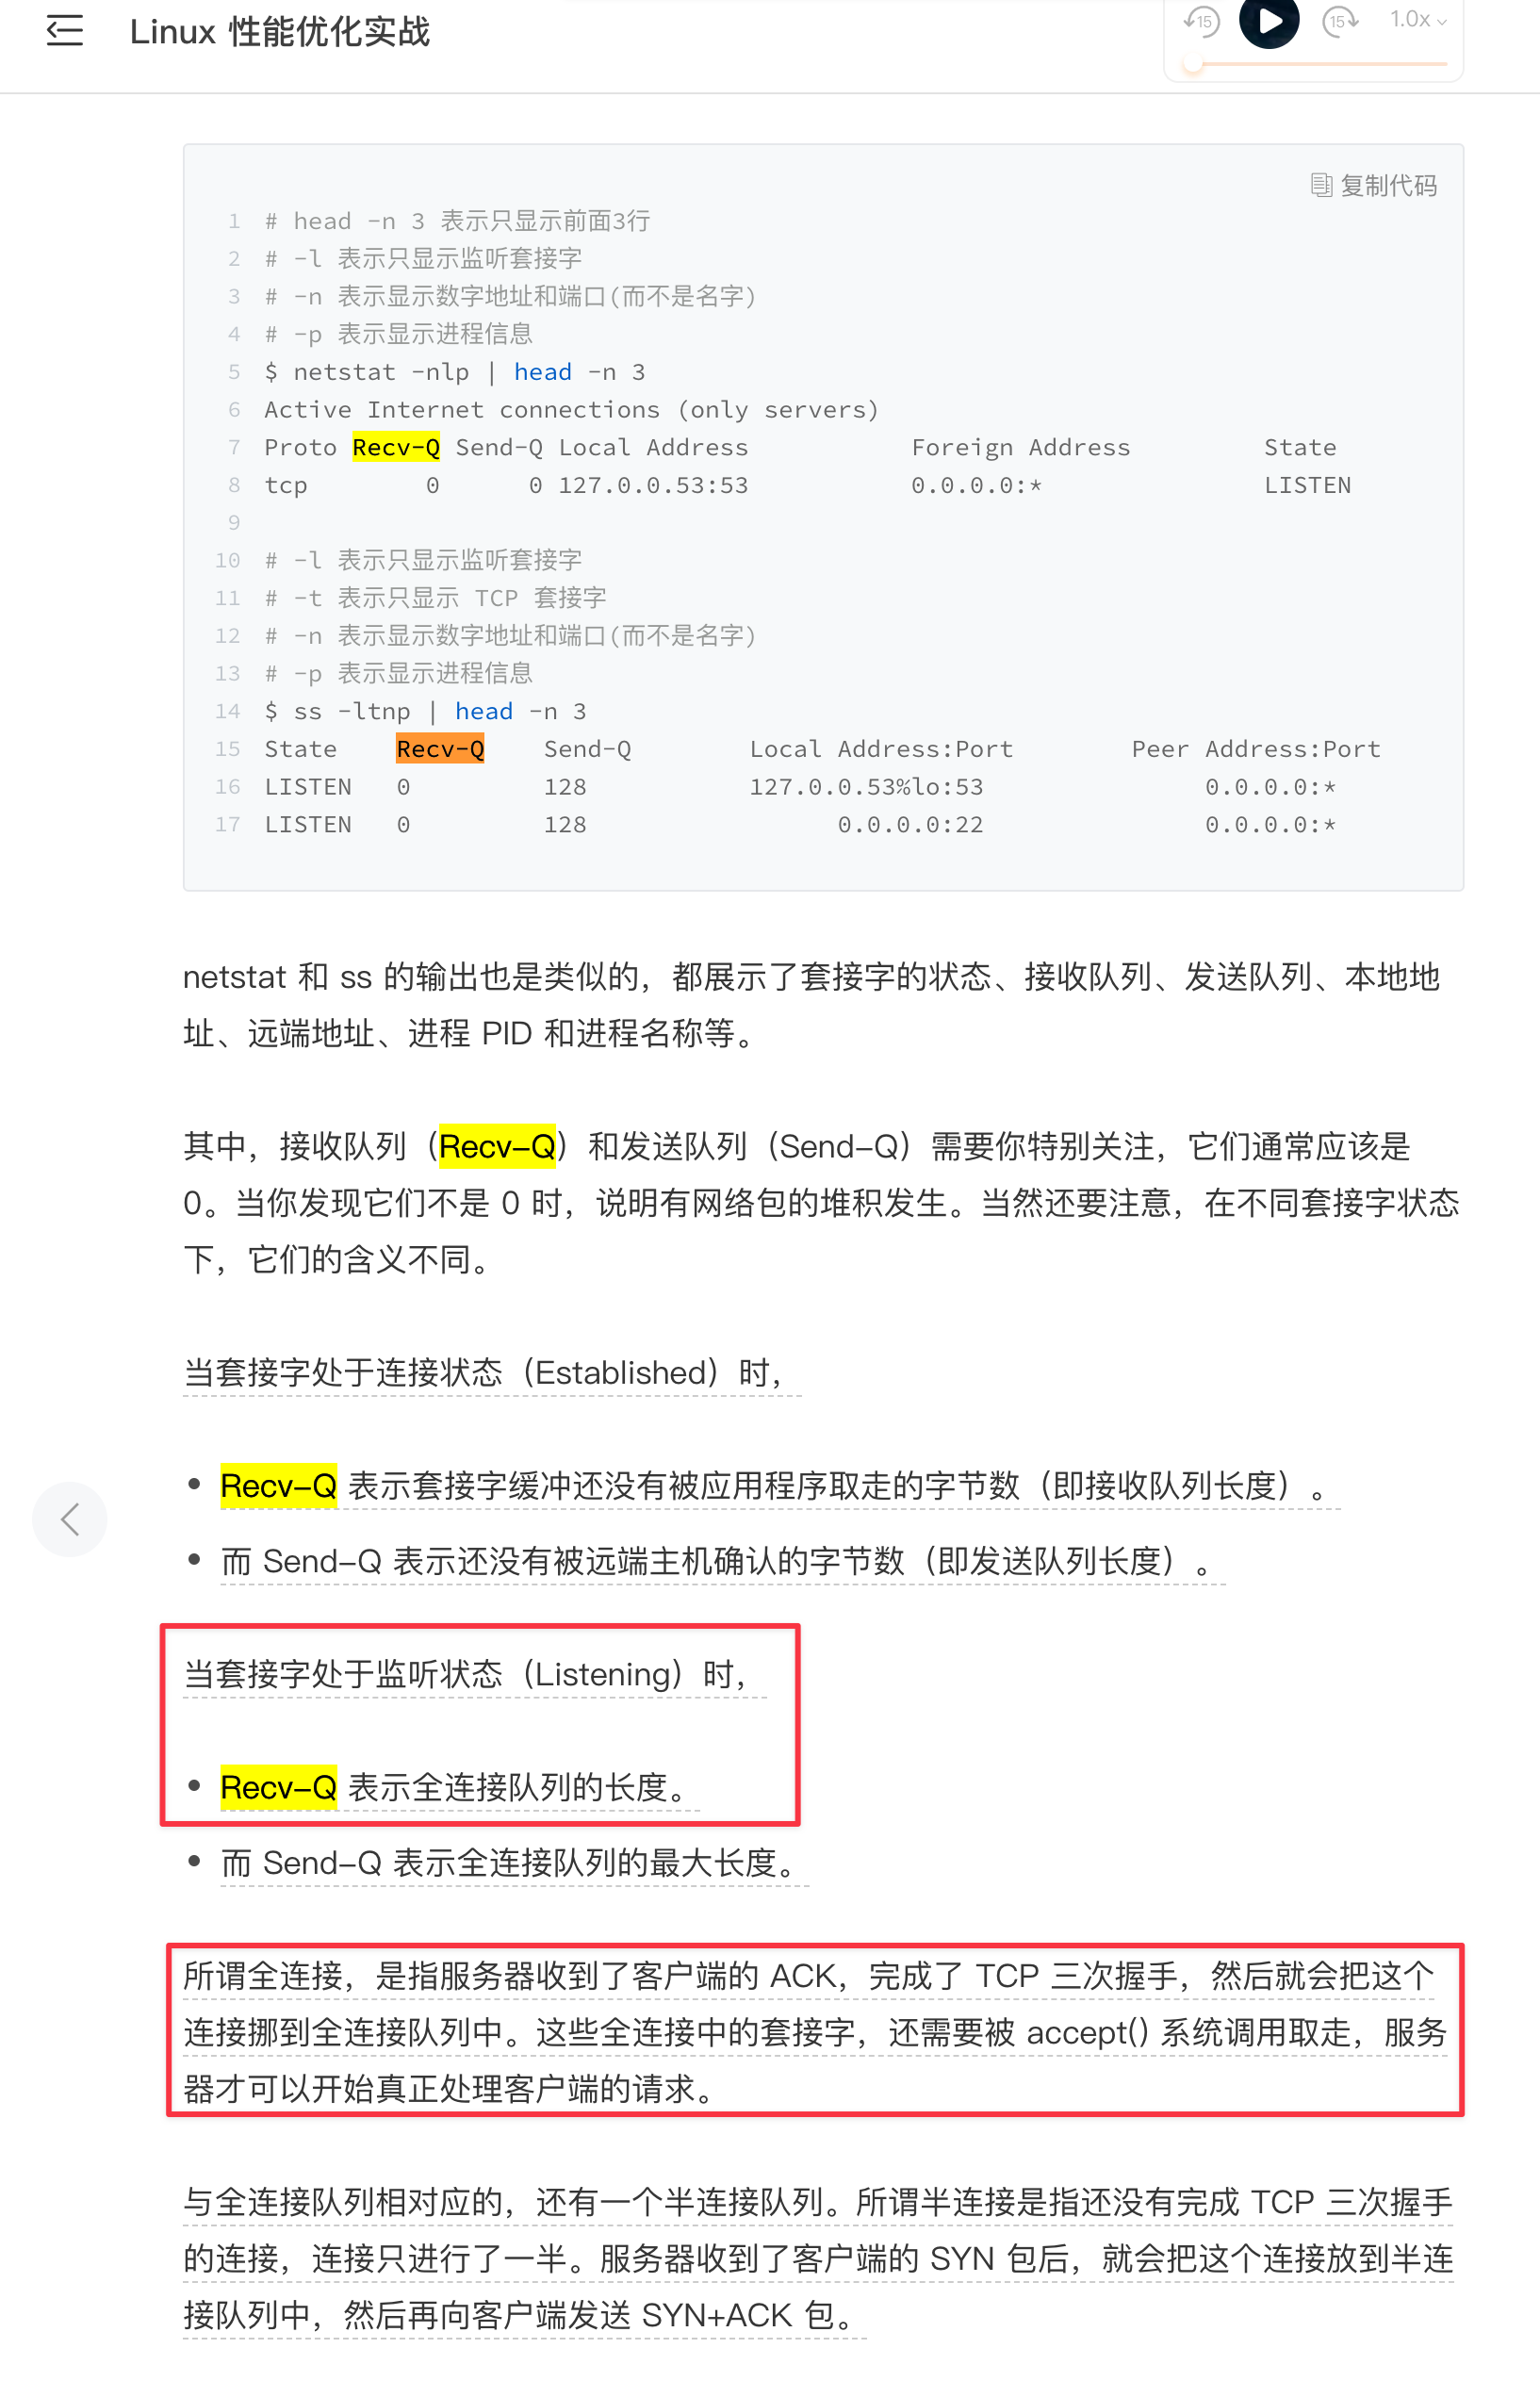 Linux 性能优化实战
15
15
1.0x
复制代码
1 # head -n 3 表示只显示前面3行
2 # -l 表示只显示监听套接字
3 # -n 表示显示数字地址和端口(而不是名字)
4 # -p 表示显示进程信息
5 $ netstat -nlp | head -n 3
6 Active Internet connections (only servers)
7 Proto Recv-Q Send-Q Local Address           Foreign Address         State
8 tcp        0      0 127.0.0.53:53           0.0.0.0:*               LISTEN
9
10 # -l 表示只显示监听套接字
11 # -t 表示只显示 TCP 套接字
12 # -n 表示显示数字地址和端口(而不是名字)
13 # -p 表示显示进程信息
14 $ ss -ltnp | head -n 3
15 State    Recv-Q    Send-Q        Local Address:Port        Peer Address:Port
16 LISTEN   0         128           127.0.0.53%lo:53               0.0.0.0:*
17 LISTEN   0         128                 0.0.0.0:22               0.0.0.0:*
netstat 和 ss 的输出也是类似的，都展示了套接字的状态、接收队列、发送队列、本地地
址、远端地址、进程 PID 和进程名称等。
其中，接收队列（Recv-Q）和发送队列（Send-Q）需要你特别关注，它们通常应该是
0。当你发现它们不是 0 时，说明有网络包的堆积发生。当然还要注意，在不同套接字状态
下，它们的含义不同。
当套接字处于连接状态（Established）时，
• Recv-Q 表示套接字缓冲还没有被应用程序取走的字节数（即接收队列长度）。
• 而 Send-Q 表示还没有被远端主机确认的字节数（即发送队列长度）。
当套接字处于监听状态（Listening）时，
• Recv-Q 表示全连接队列的长度。
• 而 Send-Q 表示全连接队列的最大长度。
所谓全连接，是指服务器收到了客户端的 ACK，完成了 TCP 三次握手，然后就会把这个
连接挪到全连接队列中。这些全连接中的套接字，还需要被 accept() 系统调用取走，服务
器才可以开始真正处理客户端的请求。
与全连接队列相对应的，还有一个半连接队列。所谓半连接是指还没有完成 TCP 三次握手
的连接，连接只进行了一半。服务器收到了客户端的 SYN 包后，就会把这个连接放到半连
接队列中，然后再向客户端发送 SYN+ACK 包。